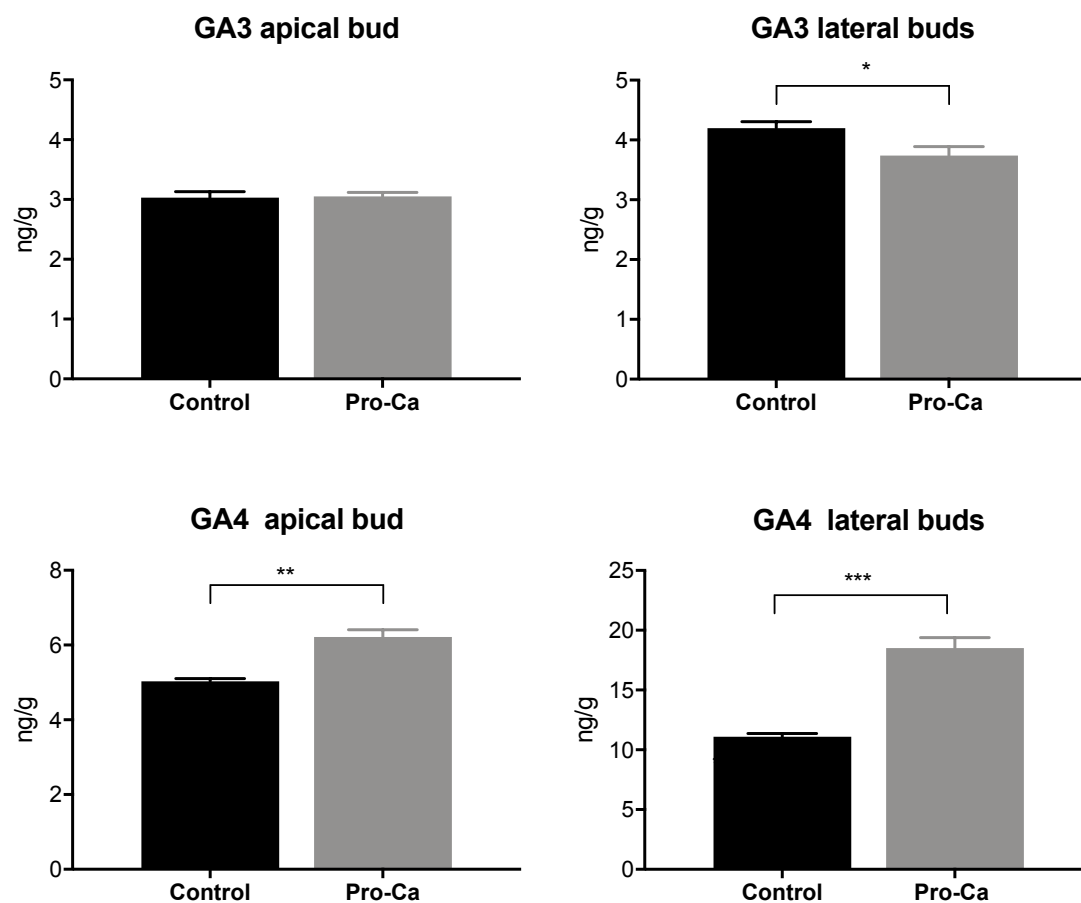 GA3 apical bud
5
4
3
2
1
0
ng/g
Control Pro-Ca
GA3 lateral buds
*
5
4
3
2
1
0
ng/g
Control Pro-Ca
GA4 apical bud
**
8
6
4
2
0
ng/g
Control Pro-Ca
GA4 lateral buds
***
25
20
15
10
5
0
ng/g
Control Pro-Ca